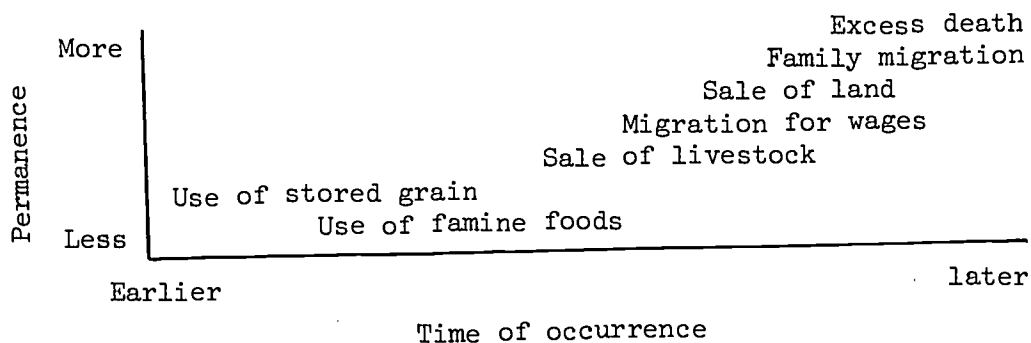 Excess death
More
Family migration
Sale of land
Migration for wages
Sale of livestock
Permanence
Use of stored grain
Use of famine foods
Less
Earlier
later
Time of occurrence